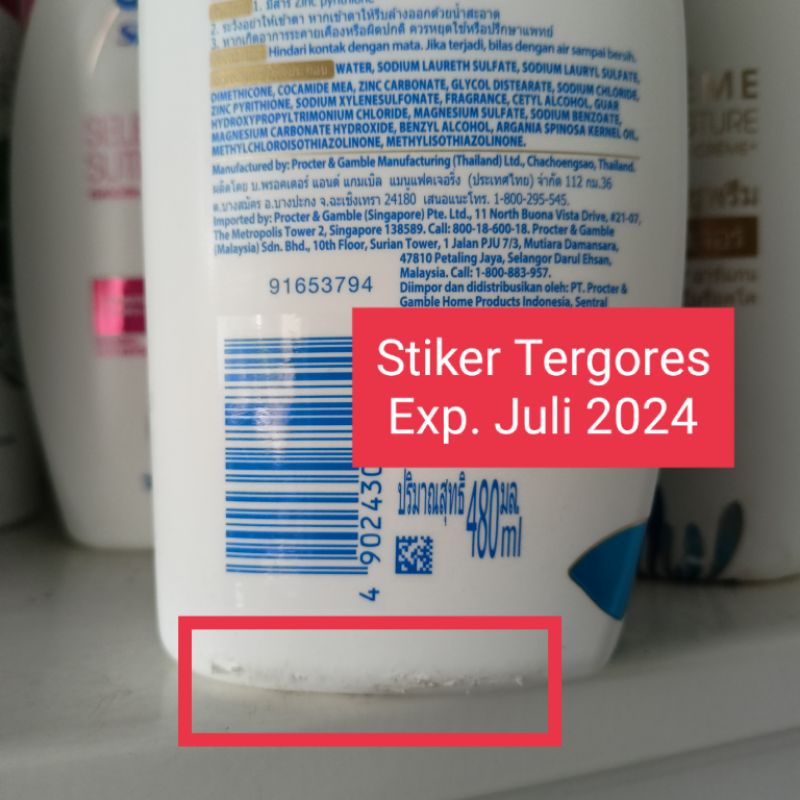 1. มีสาร Zinc pyrithione
2. ระวังอย่าให้เข้าตา หากเข้าตาให้รีบล้างออกด้วยน้ำสะอาด
3. หากเกิดอาการระคายเคืองหรือผิดปกติ ควรหยุดใช้หรือปรึกษาแพทย์
Hindari kontak dengan mata. Jika terjadi, bilas dengan air sampai bersih.
WATER, SODIUM LAURETH SULFATE, SODIUM LAURYL SULFATE,
DIMETHICONE, COCAMIDE MEA, ZINC CARBONATE, GLYCOL DISTEARATE, SODIUM CHLORIDE,
ZINC PYRITHIONE, SODIUM XYLENESULFONATE, FRAGRANCE, CETYL ALCOHOL, GUAR
HYDROXYPROPYLTRIMONIUM CHLORIDE, MAGNESIUM SULFATE, SODIUM BENZOATE,
MAGNESIUM CARBONATE HYDROXIDE, BENZYL ALCOHOL, ARGANIA SPINOSA KERNEL OIL,
METHYLCHLOROISOTHIAZOLINONE, METHYLISOTHIAZOLINONE.
Manufactured by: Procter & Gamble Manufacturing (Thailand) Ltd., Chachoengsao, Thailand.
ผลิตโดย บ.พรอคเตอร์ แอนด์ แกมเบิล แมนูแฟคเจอริ่ง (ประเทศไทย) จำกัด 112 กม.36
ต.บางสมัคร อ.บางปะกง จ.ฉะเชิงเทรา 24180 เสนอแนะโทร. 1-800-295-545.
Imported by: Procter & Gamble (Singapore) Pte. Ltd., 11 North Buona Vista Drive, #21-07,
The Metropolis Tower 2, Singapore 138589. Call: 800-18-600-18. Procter & Gamble
(Malaysia) Sdn. Bhd., 10th Floor, Surian Tower, 1 Jalan PJU 7/3, Mutiara Damansara,
47810 Petaling Jaya, Selangor Darul Ehsan,
Malaysia. Call: 1-800-883-957.
91653794
Diimpor dan didistribusikan oleh: PT. Procter &
Gamble Home Products Indonesia, Sentral
Stiker Tergores
Exp. Juli 2024
4 902430
ปริมาณสุทธิ 480 มล.
ml